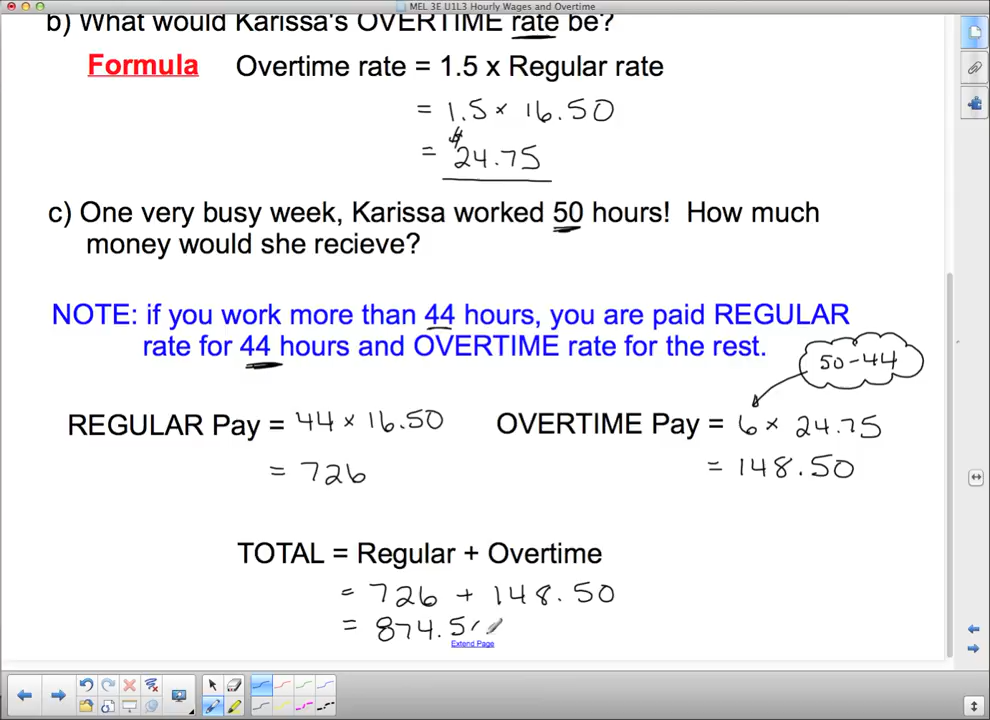 MEL 3E U1L3 Hourly Wages and Overtime
b) What would Karissa's OVERTIME rate be?
Formula Overtime rate = 1.5 x Regular rate
= 1.5 × 16.50
= $24.75
c) One very busy week, Karissa worked 50 hours! How much
money would she recieve?
NOTE: if you work more than 44 hours, you are paid REGULAR
rate for 44 hours and OVERTIME rate for the rest.
50-44
REGULAR Pay = 44 × 16.50
= 726
OVERTIME Pay = 6 × 24.75
= 148.50
TOTAL = Regular + Overtime
= 726 + 148.50
= 874.5
Extend Page